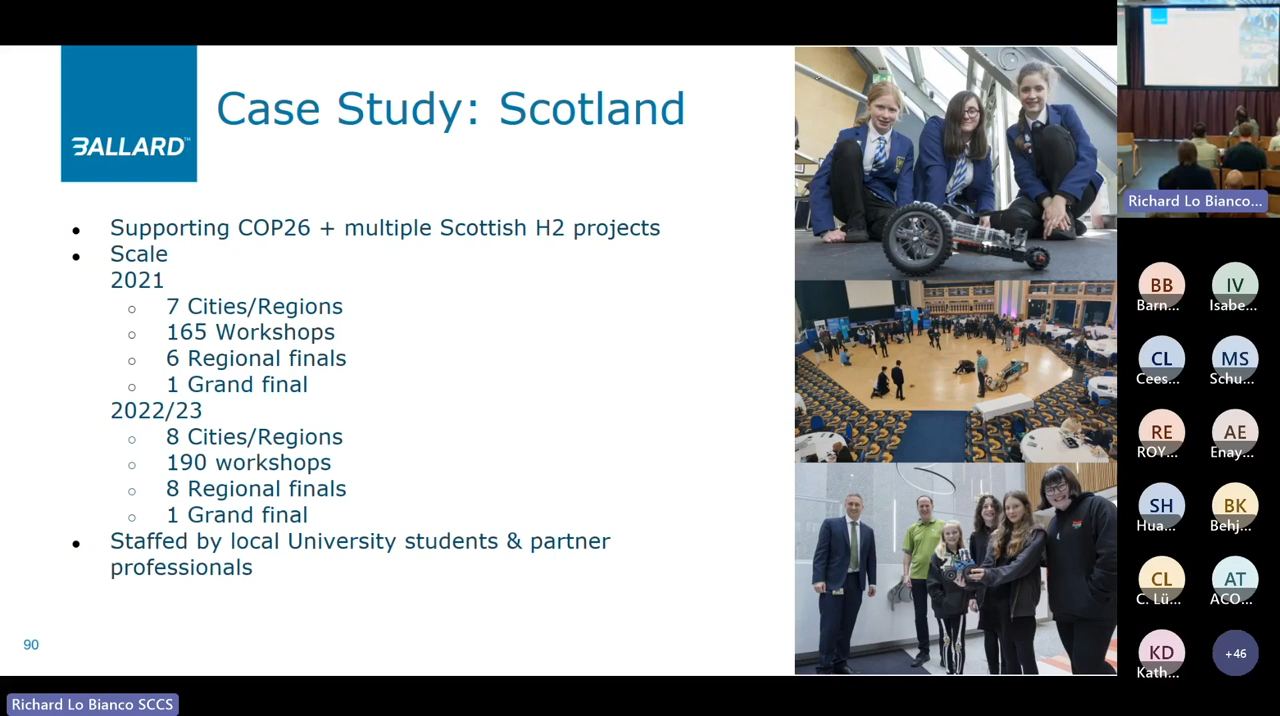 BALLARD™
Case Study: Scotland
Supporting COP26 + multiple Scottish H2 projects
Scale
2021
7 Cities/Regions
165 Workshops
6 Regional finals
1 Grand final
2022/23
8 Cities/Regions
190 workshops
8 Regional finals
1 Grand final
Staffed by local University students & partner
professionals
90
Richard Lo Bianco SCCS
Richard Lo Bianco...
BB
Barn...
IV
Isabe...
CL
Cees...
MS
Schu...
RE
ROY...
AE
Enay...
SH
Hua...
BK
Behj...
CL
C. Lü...
AT
ACO...
KD
Kath...
+46